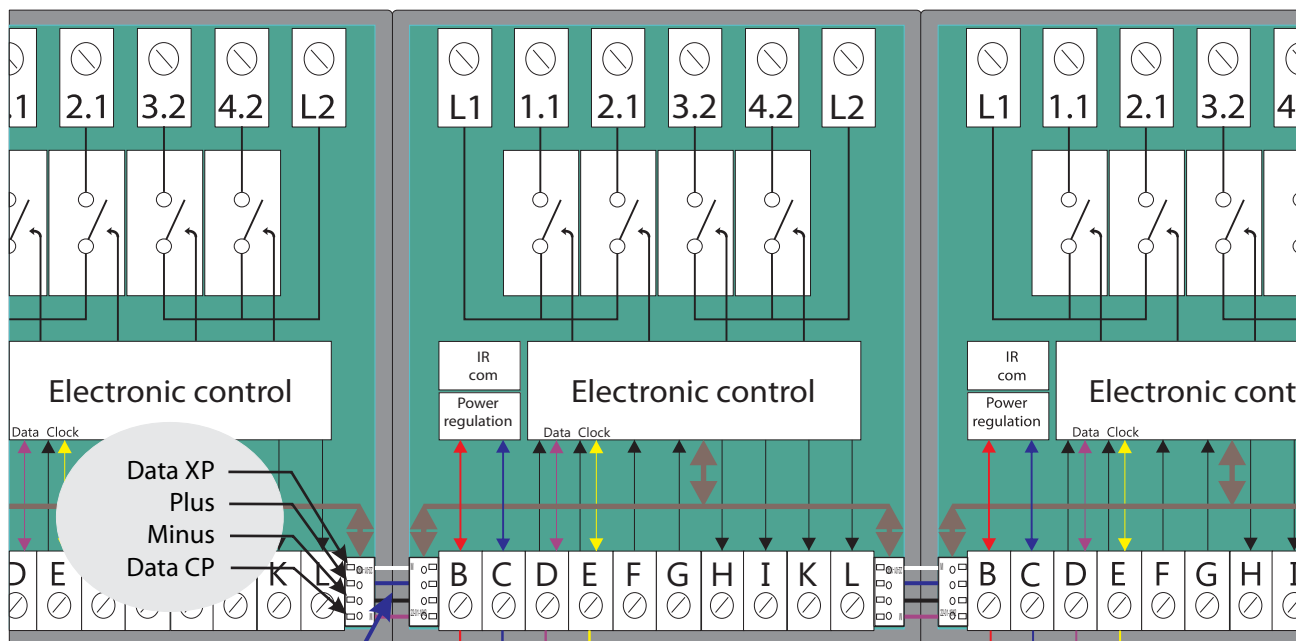 .1 2.1 3.2 4.2 L2 L1 1.1 2.1 3.2 4.2 L2 L1 1.1 2.1 3.2 4
IR com
IR com
Electronic control
Power regulation
Electronic control
Power regulation
Electronic cont
Data Clock
Data Clock
Data Clock
Data XP
Plus
Minus
Data CP
D E K L B C D E F G H I K L B C D E F G H I